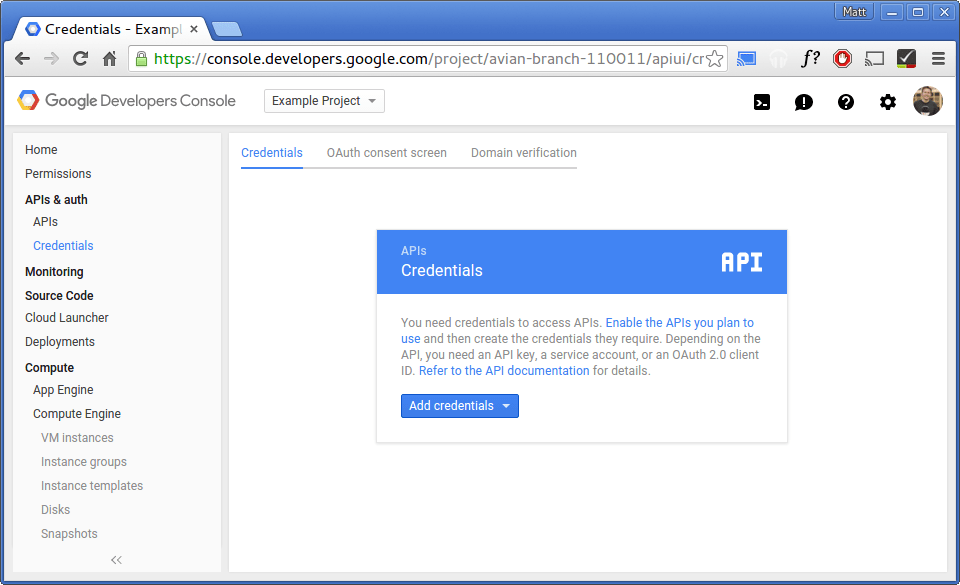 Matt
Credentials - Exampl
https://console.developers.google.com/project/avian-branch-110011/apiui/cr
f?
Google Developers Console
Example Project
Home
Permissions
APIs & auth
APIs
Credentials
Monitoring
Source Code
Cloud Launcher
Deployments
Compute
App Engine
Compute Engine
VM instances
Instance groups
Instance templates
Disks
Snapshots
Credentials OAuth consent screen Domain verification
APIs
Credentials
API
You need credentials to access APIs. Enable the APIs you plan to
use and then create the credentials they require. Depending on the
API, you need an API key, a service account, or an OAuth 2.0 client
ID. Refer to the API documentation for details.
Add credentials